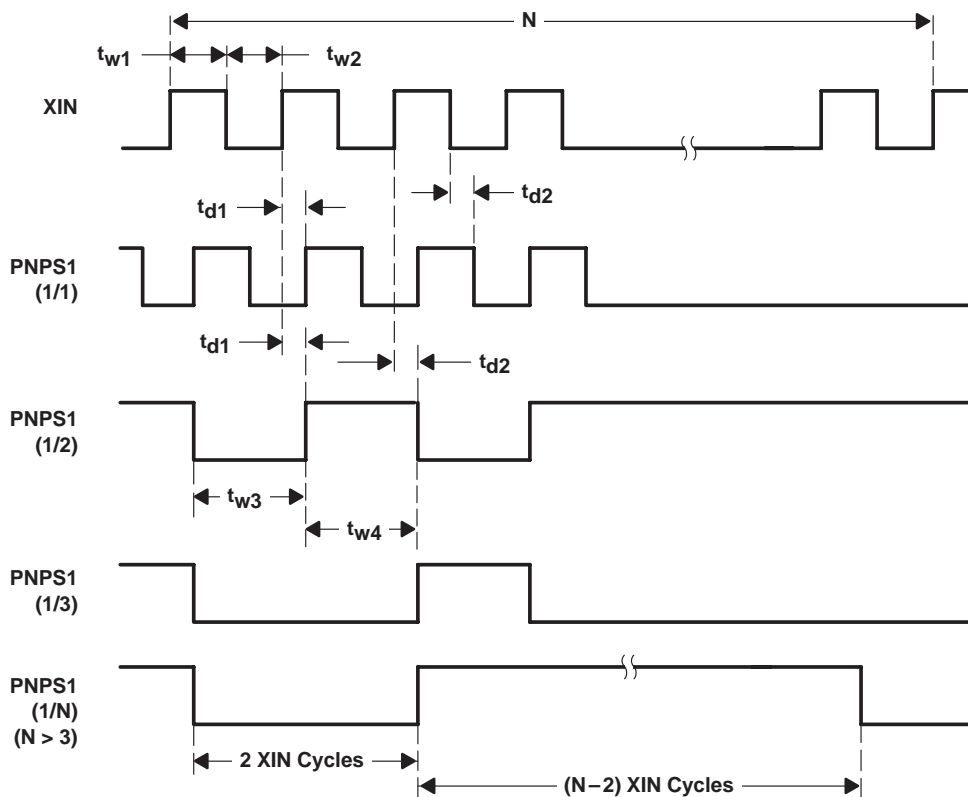 N
tw1
tw2
XIN
td1
td2
PNPS1
(1/1)
td1
td2
PNPS1
(1/2)
tw3
tw4
PNPS1
(1/3)
PNPS1
(1/N)
(N > 3)
2 XIN Cycles
(N–2) XIN Cycles